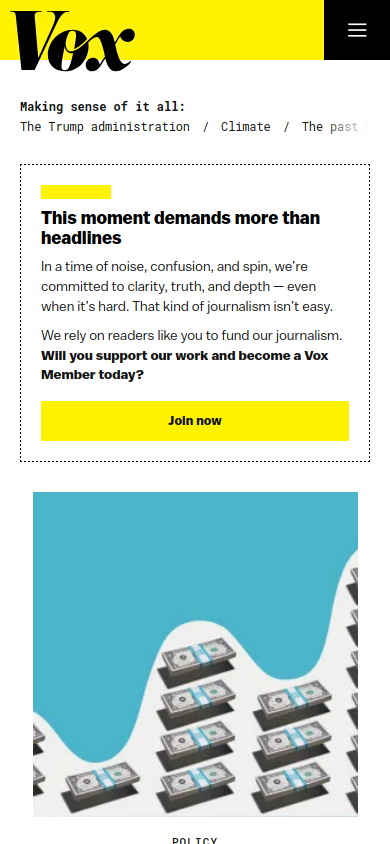 Vox
Making sense of it all:
The Trump administration / Climate / The past
This moment demands more than
headlines
In a time of noise, confusion, and spin, we're
committed to clarity, truth, and depth — even
when it's hard. That kind of journalism isn't easy.
We rely on readers like you to fund our journalism.
Will you support our work and become a Vox
Member today?
Join now
POLICY